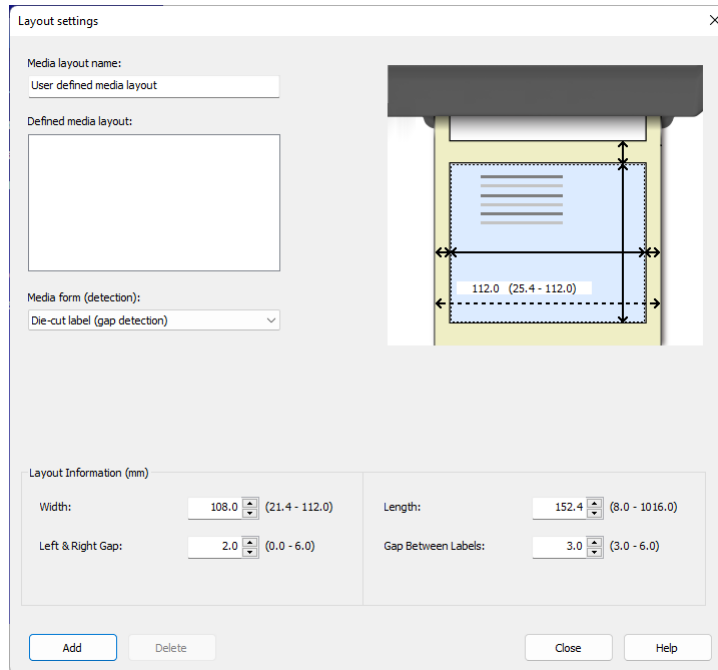 Layout settings
Media layout name:
User defined media layout
Defined media layout:
112.0 (25.4 - 112.0)
Media form (detection):
Die-cut label (gap detection)
Layout Information (mm)
Width: 108.0 (21.4 - 112.0) Length: 152.4 (8.0 - 1016.0)
Left & Right Gap: 2.0 (0.0 - 6.0) Gap Between Labels: 3.0 (3.0 - 6.0)
Add Delete Close Help